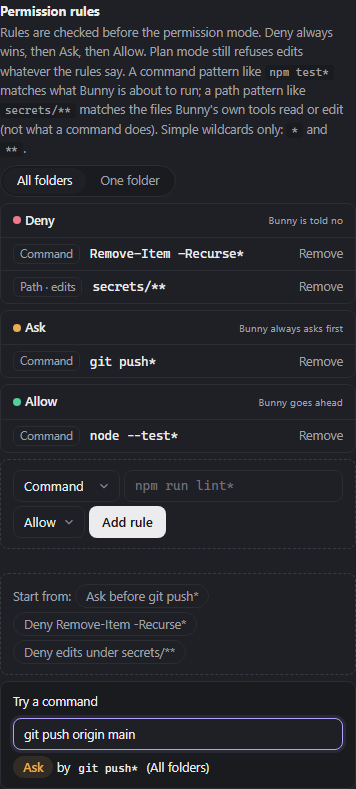 Permission rules
Rules are checked before the permission mode. Deny always
wins, then Ask, then Allow. Plan mode still refuses edits
whatever the rules say. A command pattern like npm test*
matches what Bunny is about to run; a path pattern like
secrets/** matches the files Bunny's own tools read or edit
(not what a command does). Simple wildcards only: * and
** .
All folders One folder
Deny Bunny is told no
Command Remove-Item -Recurse* Remove
Path · edits secrets/** Remove
Ask Bunny always asks first
Command git push* Remove
Allow Bunny goes ahead
Command node --test* Remove
Command npm run lint*
Allow Add rule
Start from: Ask before git push*
Deny Remove-Item -Recurse*
Deny edits under secrets/**
Try a command
git push origin main
Ask by git push* (All folders)